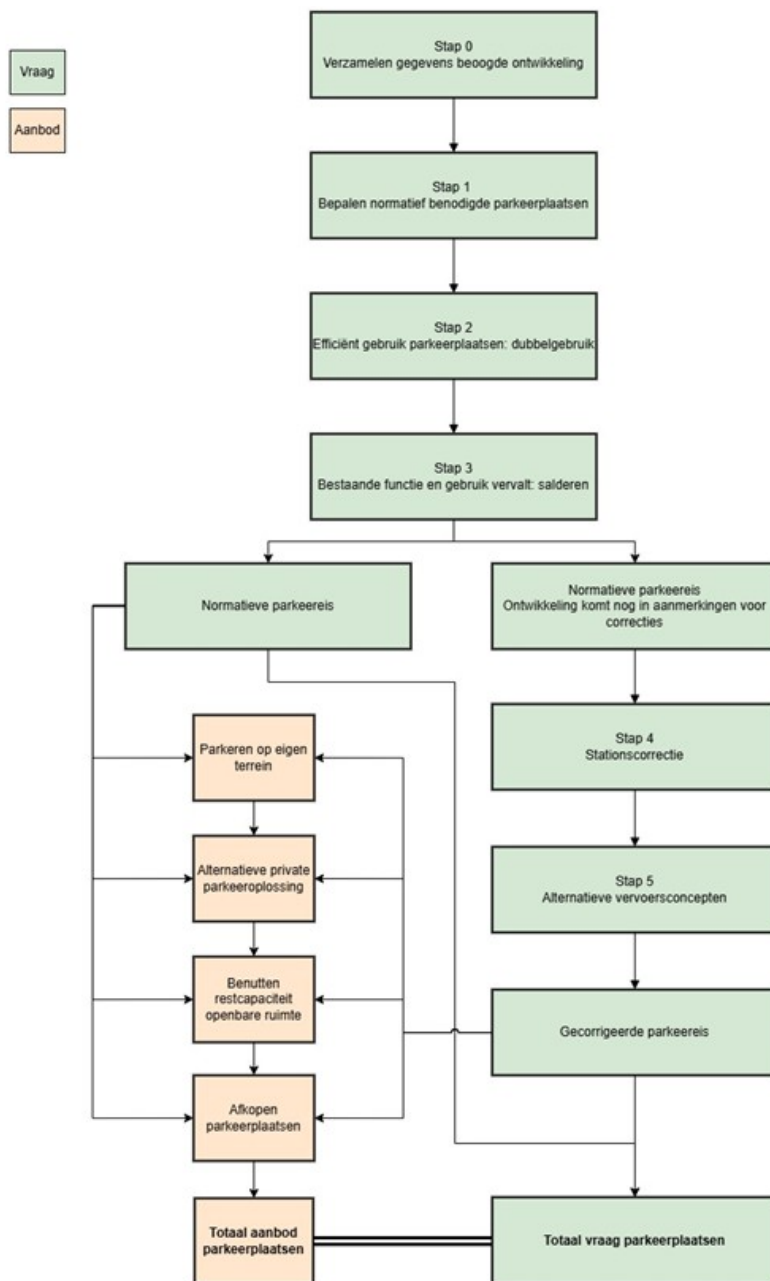 Vraag
Aanbod
Stap 0
Verzamelen gegevens beoogde ontwikkeling
Stap 1
Bepalen normatief benodigde parkeerplaatsen
Stap 2
Efficiënt gebruik parkeerplaatsen: dubbelgebruik
Stap 3
Bestaande functie en gebruik vervalt: salderen
Normatieve parkeereis
Normatieve parkeereis
Ontwikkeling komt nog in aanmerkingen voor
correcties
Parkeren op eigen
terrein
Stap 4
Stationscorrectie
Alternatieve private
parkeeroplossing
Stap 5
Alternatieve vervoersconcepten
Benutten
restcapaciteit
openbare ruimte
Gecorrigeerde parkeereis
Afkopen
parkeerplaatsen
Totaal aanbod
parkeerplaatsen
Totaal vraag parkeerplaatsen